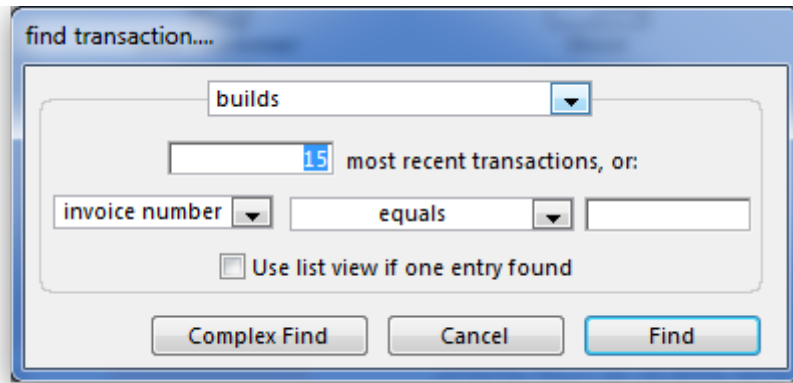 find transaction....
builds
15 most recent transactions, or:
invoice number equals
Use list view if one entry found
Complex Find Cancel Find